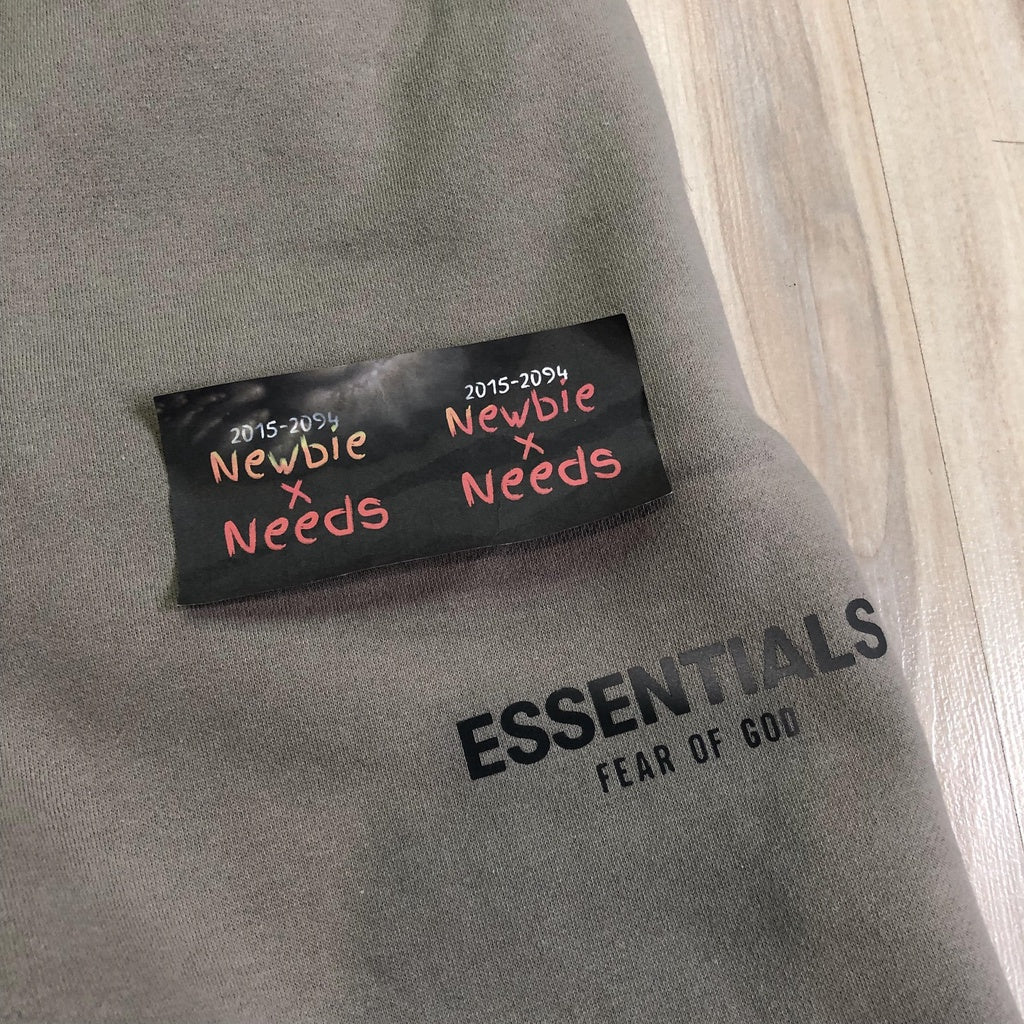 2015-2094
Newbie
x
Needs
2015-2094
Newbie
x
Needs
ESSENTIALS
FEAR OF GOD